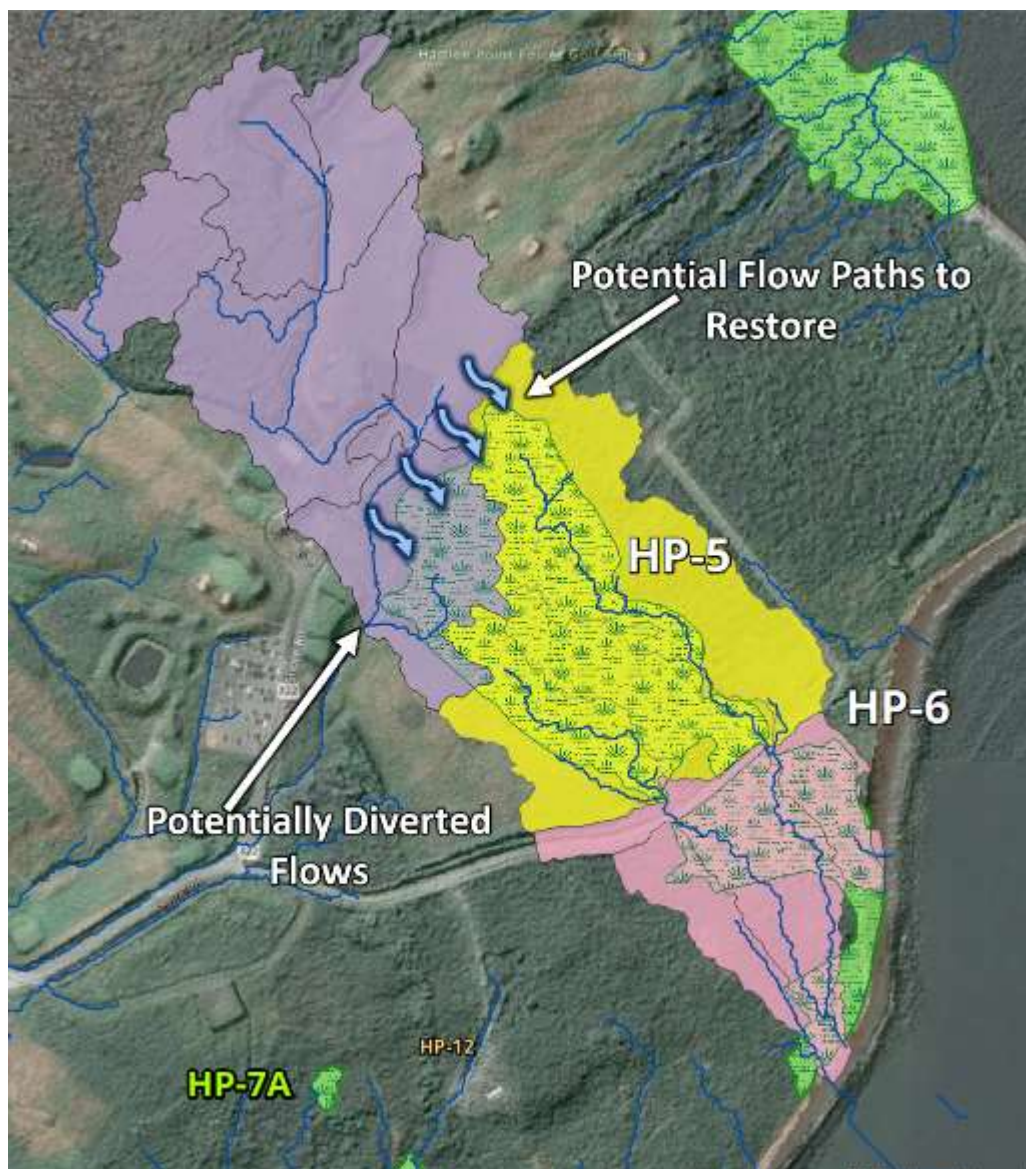 Potential Flow Paths to
Restore
HP-5
HP-6
Potentially Diverted
Flows
HP-12
HP-7A